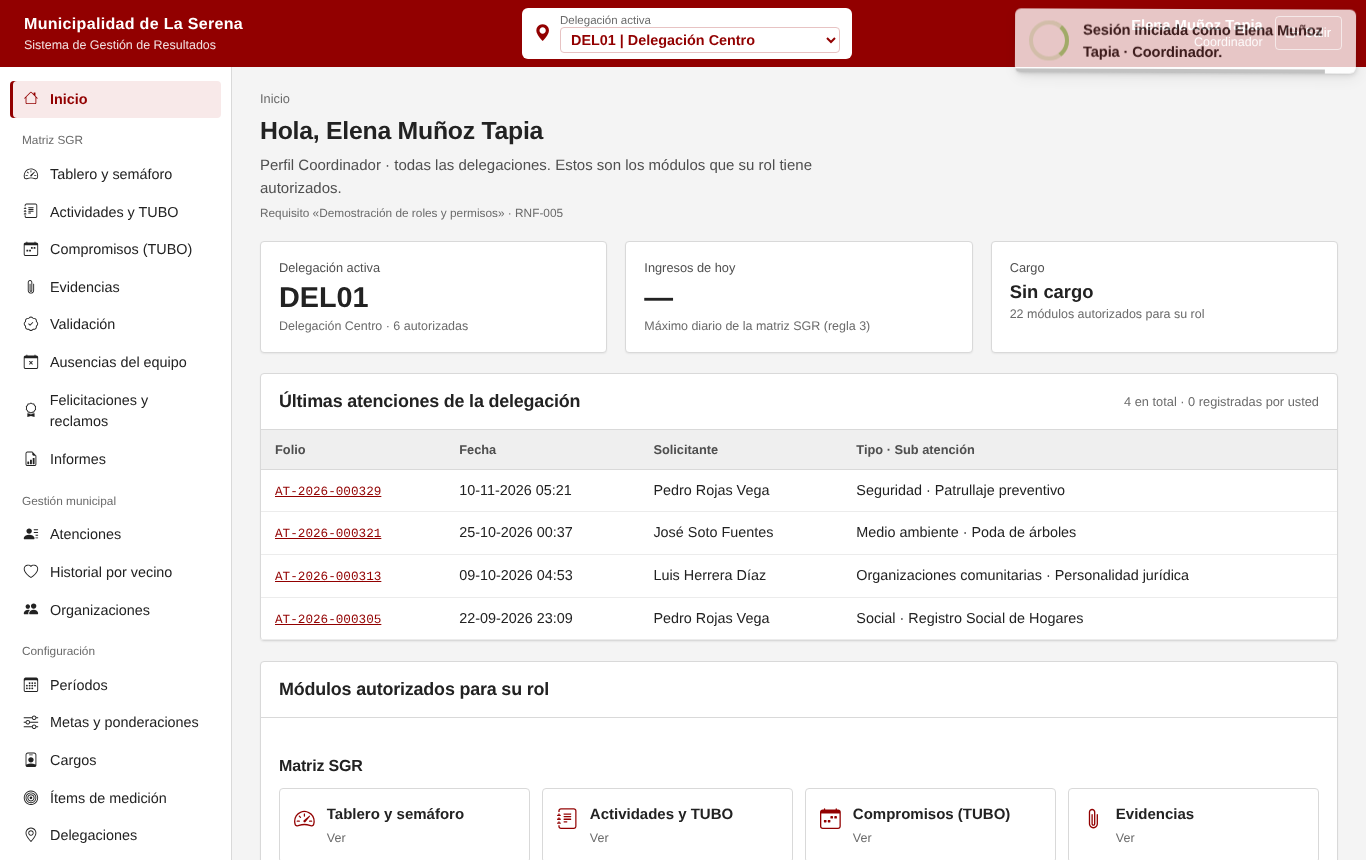 Municipalidad de La Serena
Sistema de Gestión de Resultados
Delegación activa
DEL01 | Delegación Centro
Elena Muñoz Tapia
Coordinador
Sesión iniciada como Elena Muñoz
Tapia · Coordinador.
Inicio
Matriz SGR
Tablero y semáforo
Actividades y TUBO
Compromisos (TUBO)
Evidencias
Validación
Ausencias del equipo
Felicitaciones y
reclamos
Informes
Gestión municipal
Atenciones
Historial por vecino
Organizaciones
Configuración
Períodos
Metas y ponderaciones
Cargos
Ítems de medición
Delegaciones
Inicio
Hola, Elena Muñoz Tapia
Perfil Coordinador · todas las delegaciones. Estos son los módulos que su rol tiene
autorizados.
Requisito «Demostración de roles y permisos» · RNF-005
Delegación activa
DEL01
Delegación Centro · 6 autorizadas
Ingresos de hoy
—
Máximo diario de la matriz SGR (regla 3)
Cargo
Sin cargo
22 módulos autorizados para su rol
Últimas atenciones de la delegación
4 en total · 0 registradas por usted
Folio Fecha Solicitante Tipo · Sub atención
AT-2026-000329 10-11-2026 05:21 Pedro Rojas Vega Seguridad · Patrullaje preventivo
AT-2026-000321 25-10-2026 00:37 José Soto Fuentes Medio ambiente · Poda de árboles
AT-2026-000313 09-10-2026 04:53 Luis Herrera Díaz Organizaciones comunitarias · Personalidad jurídica
AT-2026-000305 22-09-2026 23:09 Pedro Rojas Vega Social · Registro Social de Hogares
Módulos autorizados para su rol
Matriz SGR
Tablero y semáforo
Ver
Actividades y TUBO
Ver
Compromisos (TUBO)
Ver
Evidencias
Ver